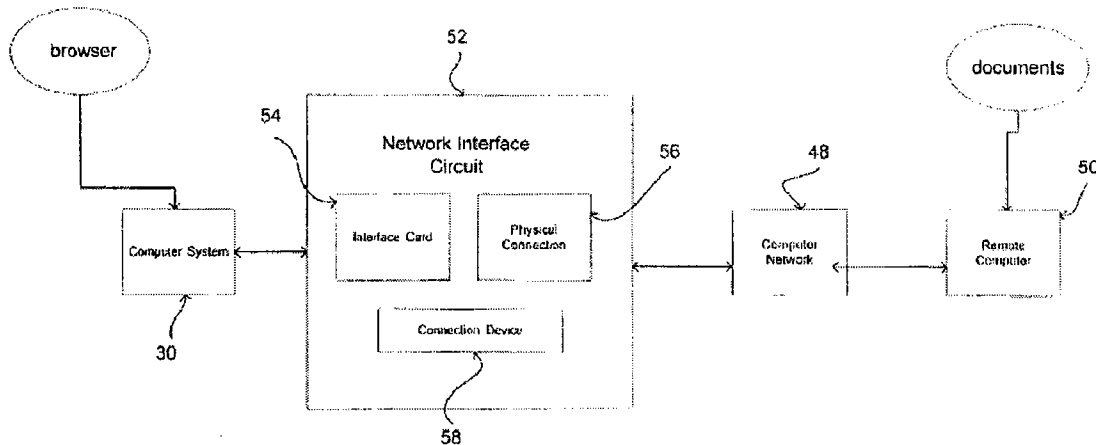 browser
documents
52
54
Network Interface
Circuit
56
48
50
Interface Card
Physical
Connection
Computer System
Computer
Network
Remote
Computer
Connection Device
30
58